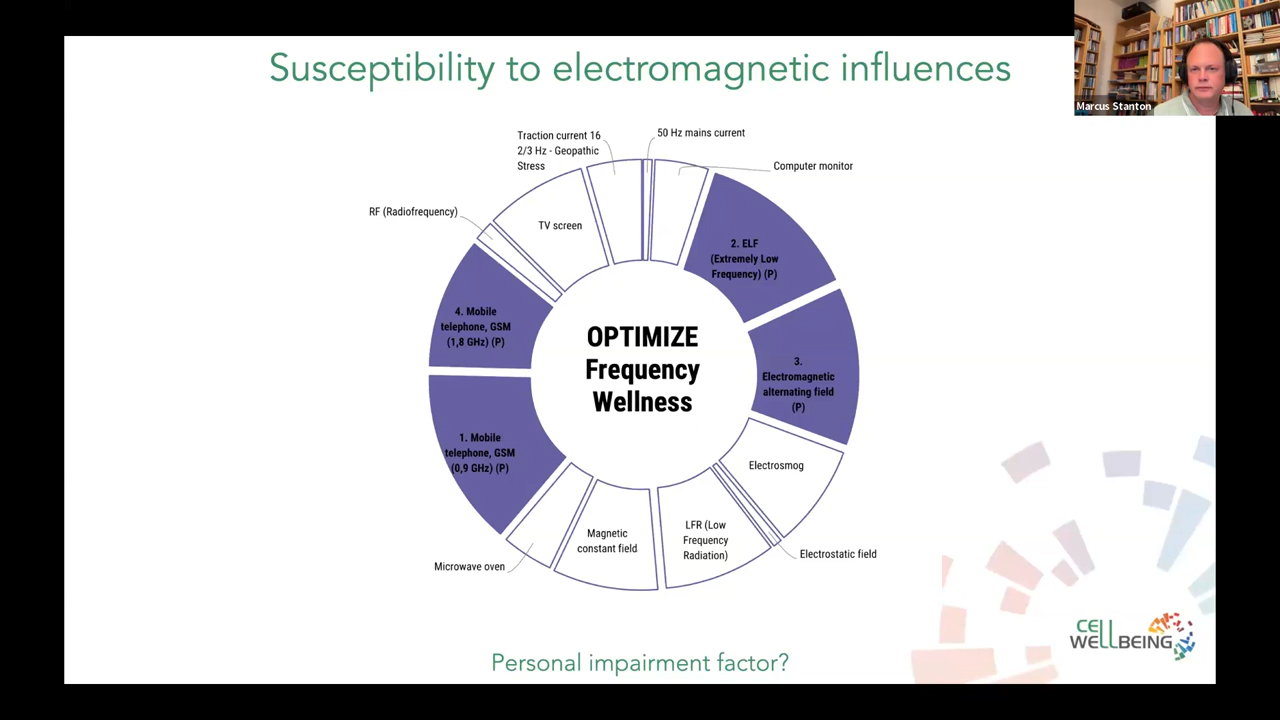 Susceptibility to electromagnetic influences
Marcus Stanton
Traction current 16
2/3 Hz - Geopathic
Stress
50 Hz mains current
Computer monitor
RF (Radiofrequency)
TV screen
2. ELF
(Extremely Low
Frequency) (P)
4. Mobile
telephone, GSM
(1,8 GHz) (P)
OPTIMIZE
Frequency
Wellness
3.
Electromagnetic
alternating field
(P)
1. Mobile
telephone, GSM
(0,9 GHz) (P)
Electrosmog
Magnetic
constant field
LFR (Low
Frequency
Radiation)
Electrostatic field
Microwave oven
CELL
WELLBEING
Personal impairment factor?